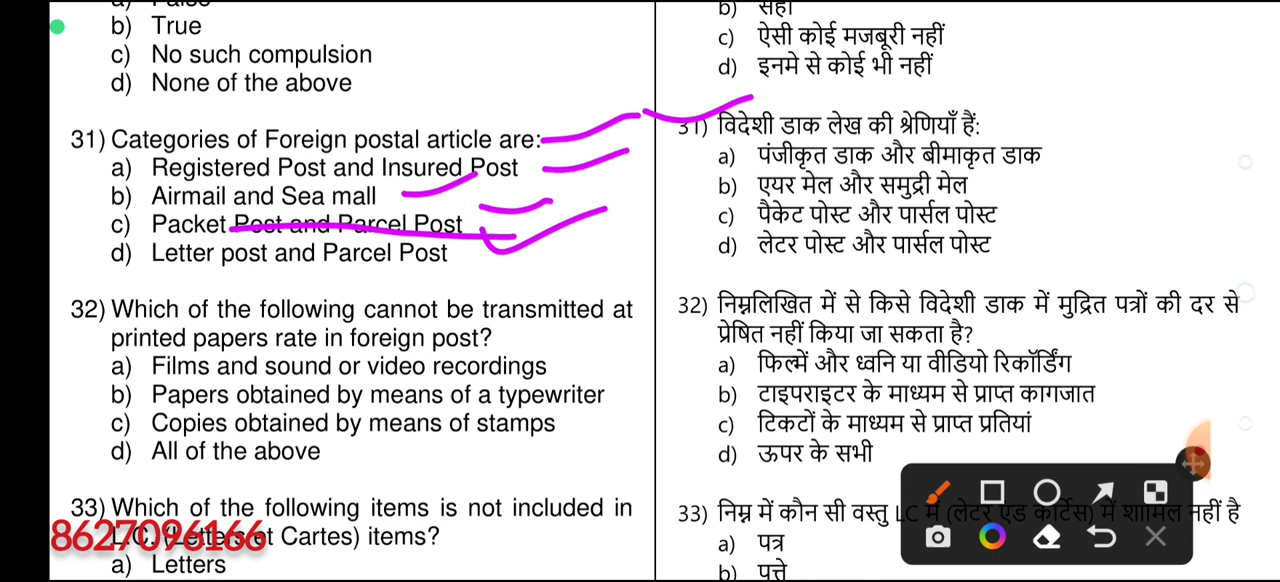 b) True
c) No such compulsion
d) None of the above
31) Categories of Foreign postal article are:
a) Registered Post and Insured Post
b) Airmail and Sea mall
c) Packet Post and Parcel Post
d) Letter post and Parcel Post
32) Which of the following cannot be transmitted at
printed papers rate in foreign post?
a) Films and sound or video recordings
b) Papers obtained by means of a typewriter
c) Copies obtained by means of stamps
d) All of the above
33) Which of the following items is not included in
et Cartes) items?
8627096166
a) Letters
b) सही
c) ऐसी कोई मजबूरी नहीं
d) इनमे से कोई भी नहीं
31) विदेशी डाक लेख की श्रेणियाँ हैं:
a) पंजीकृत डाक और बीमाकृत डाक
b) एयर मेल और समुद्री मेल
c) पैकेट पोस्ट और पार्सल पोस्ट
d) लेटर पोस्ट और पार्सल पोस्ट
32) निम्नलिखित में से किसे विदेशी डाक में मुद्रित पत्रों की दर से
प्रेषित नहीं किया जा सकता है?
a) फिल्में और ध्वनि या वीडियो रिकॉर्डिंग
b) टाइपराइटर के माध्यम से प्राप्त कागजात
c) टिकटों के माध्यम से प्राप्त प्रतियां
d) ऊपर के सभी
33) निम्न में कौन सी वस्तु LC में (लेटर एड कार्टेस) में शामिल नहीं है
a) पत्र
b) पत्ते